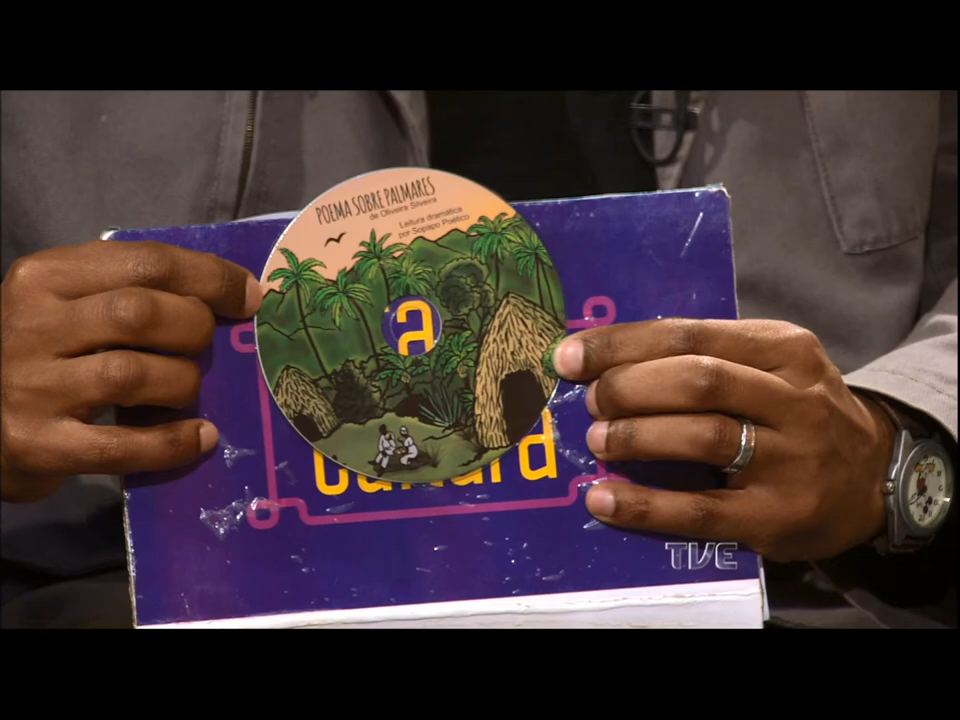 POEMA SOBRE PALMARES
de Oliveira Silveira
Leitura dramática
por Sopapo Poético
a
TVE